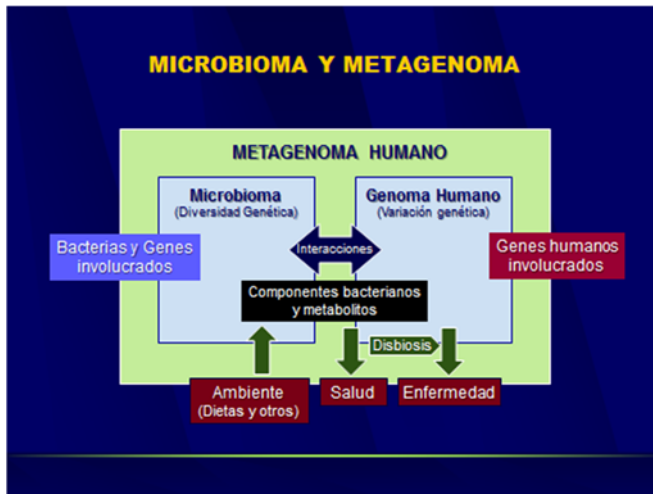 MICROBIOMA Y METAGENOMA
METAGENOMA HUMANO
Microbioma
(Diversidad Genética)
Genoma Humano
(Variación genética)
Bacterias y Genes
involucrados
Interacciones
Genes humanos
involucrados
Componentes bacterianos
y metabolitos
Disbiosis
Ambiente
(Dietas y otros)
Salud
Enfermedad